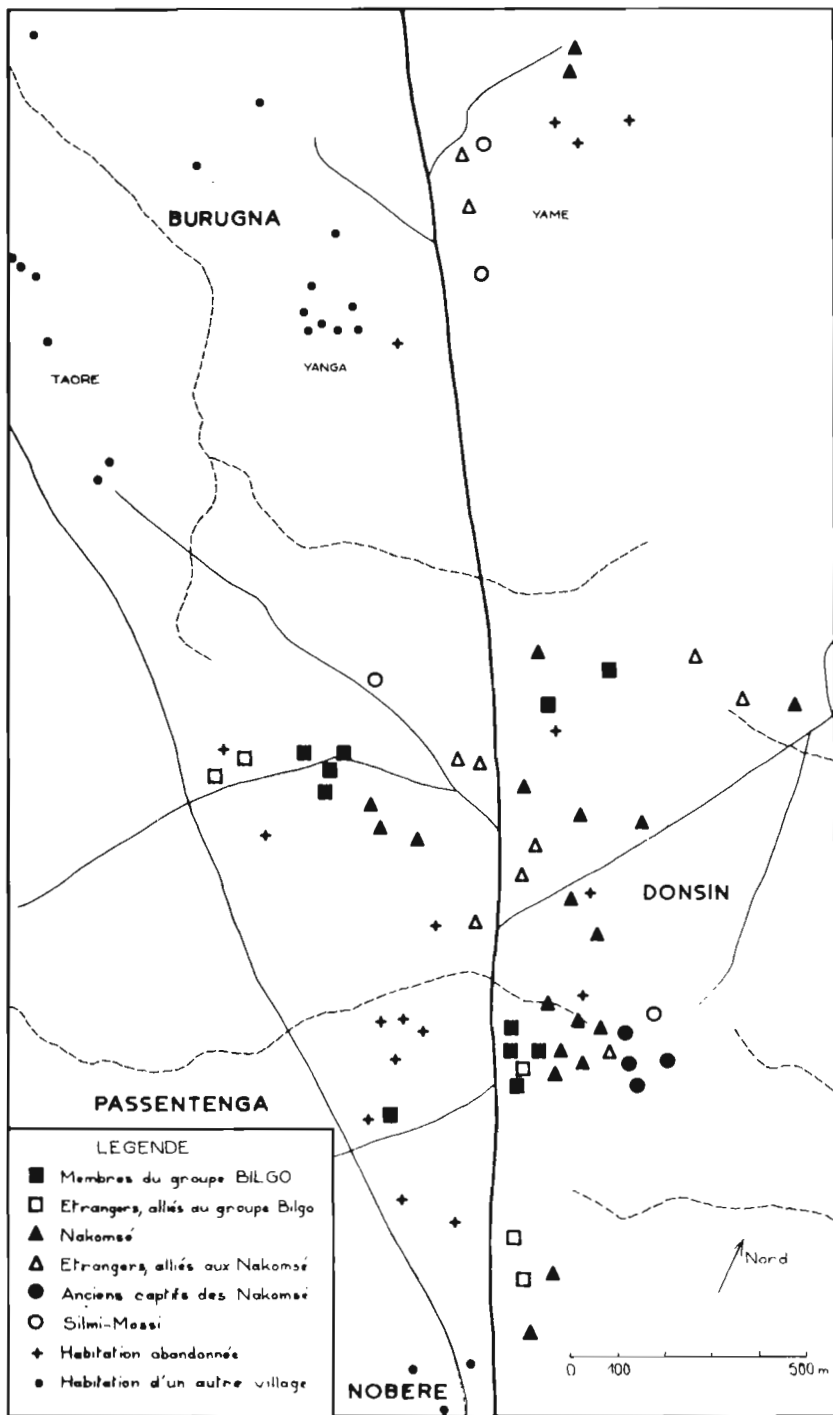 BURUGNA
YAME
TAORE
YANGA
DONSIN
PASSENTENGA
LEGENDE
Membres du groupe BILGO
Etrangers, alliés au groupe Bilgo
Nakomsé
Etrangers, alliés aux Nakomsé
Anciens captifs des Nakomsé
Silmi-Mossi
Habitation abandonnée
Habitation d'un autre village
Nord
0 100 500 m
NOBERE